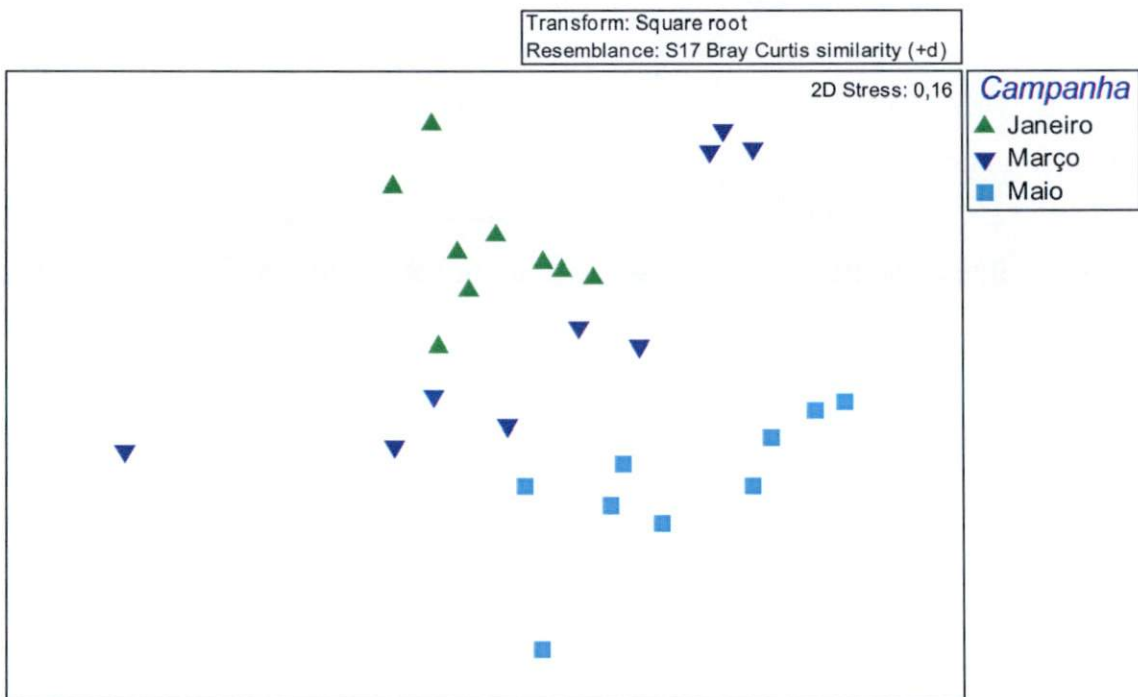 Transform: Square root
Resemblance: S17 Bray Curtis similarity (+d)
2D Stress: 0,16
Campanha
Janeiro
Março
Maio